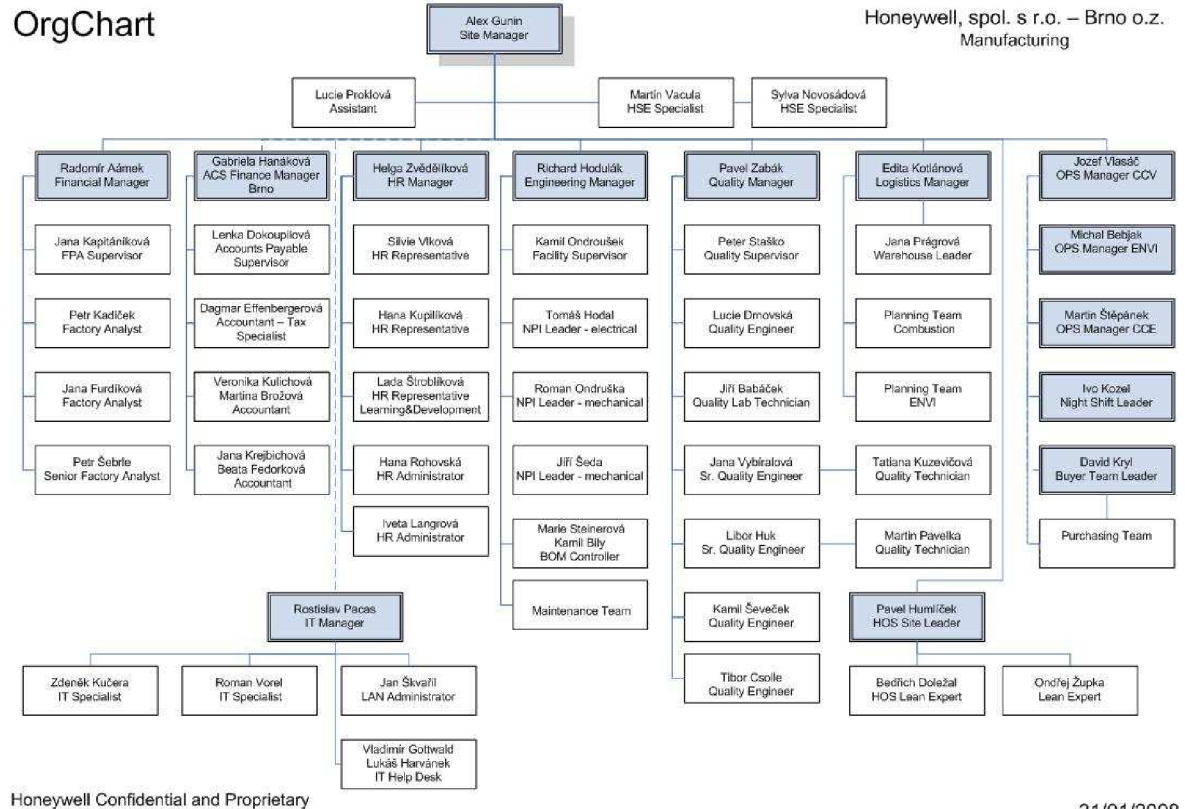 OrgChart
Honeywell, spol. s r.o. – Brno o.z.
Manufacturing
Alex Gunin
Site Manager
Lucie Proklová
Assistant
Martin Vacula
HSE Specialist
Sylva Novosádová
HSE Specialist
Radomír Aámek
Financial Manager
Gabriela Hanáková
ACS Finance Manager
Brno
Helga Zvědělíková
HR Manager
Richard Hodulák
Engineering Manager
Pavel Zabák
Quality Manager
Edita Kotlánová
Logistics Manager
Jozef Vlasáč
OPS Manager CCV
Jana Kapitániková
FPA Supervisor
Lenka Dokoupilová
Accounts Payable
Supervisor
Silvie Vlková
HR Representative
Kamil Ondroušek
Facility Supervisor
Peter Staško
Quality Supervisor
Jana Prágrová
Warehouse Leader
Michal Bebjak
OPS Manager ENVI
Petr Kadlček
Factory Analyst
Dagmar Effenbergerová
Accountant – Tax
Specialist
Hana Kupilíková
HR Representative
Tomáš Hodal
NPI Leader - electrical
Lucie Drnovská
Quality Engineer
Planning Team
Combustion
Martin Štěpánek
OPS Manager CCE
Jana Furdíková
Factory Analyst
Veronika Kulichová
Martina Brožová
Accountant
Lada Štroblíková
HR Representative
Learning&Development
Roman Ondruška
NPI Leader - mechanical
Jiří Babáček
Quality Lab Technician
Planning Team
ENVI
Ivo Kozel
Night Shift Leader
Petr Šebrle
Senior Factory Analyst
Jana Krejbichová
Beata Fedorková
Accountant
Hana Rohovská
HR Administrator
Jiří Šeda
NPI Leader - mechanical
Jana Vybíralová
Sr. Quality Engineer
Tatiana Kuzevičová
Quality Technician
David Kryl
Buyer Team Leader
Iveta Langrová
HR Administrator
Marie Steinerová
Kamil Bily
BOM Controller
Libor Huk
Sr. Quality Engineer
Martin Pavelka
Quality Technician
Purchasing Team
Rostislav Pacas
IT Manager
Maintenance Team
Kamil Ševeček
Quality Engineer
Pavel Humlíček
HOS Site Leader
Zdeněk Kučera
IT Specialist
Roman Vorel
IT Specialist
Jan Škvařil
LAN Administrator
Tibor Csolle
Quality Engineer
Bedřich Doležal
HOS Lean Expert
Ondřej Župka
Lean Expert
Vladimír Gottwald
Lukáš Harvánek
IT Help Desk
Honeywell Confidential and Proprietary
31/01/2008